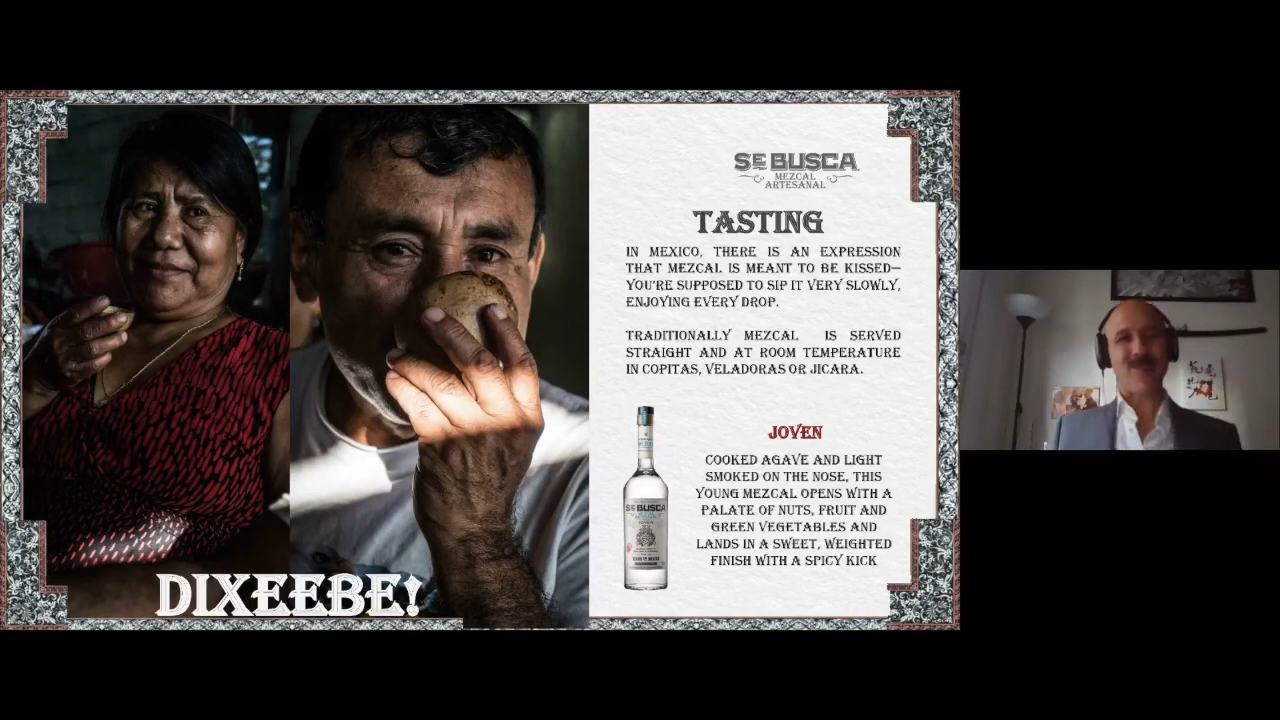 SE BUSCA
MEZCAL
ARTESANAL
TASTING
IN MEXICO, THERE IS AN EXPRESSION
THAT MEZCAL IS MEANT TO BE KISSED—
YOU'RE SUPPOSED TO SIP IT VERY SLOWLY,
ENJOYING EVERY DROP.
TRADITIONALLY MEZCAL IS SERVED
STRAIGHT AND AT ROOM TEMPERATURE
IN COPITAS, VELADORAS OR JICARA.
JOVEN
COOKED AGAVE AND LIGHT
SMOKED ON THE NOSE, THIS
YOUNG MEZCAL OPENS WITH A
PALATE OF NUTS, FRUIT AND
GREEN VEGETABLES AND
LANDS IN A SWEET, WEIGHTED
FINISH WITH A SPICY KICK
SE BUSCA
JOVEN
DIXEEBE!